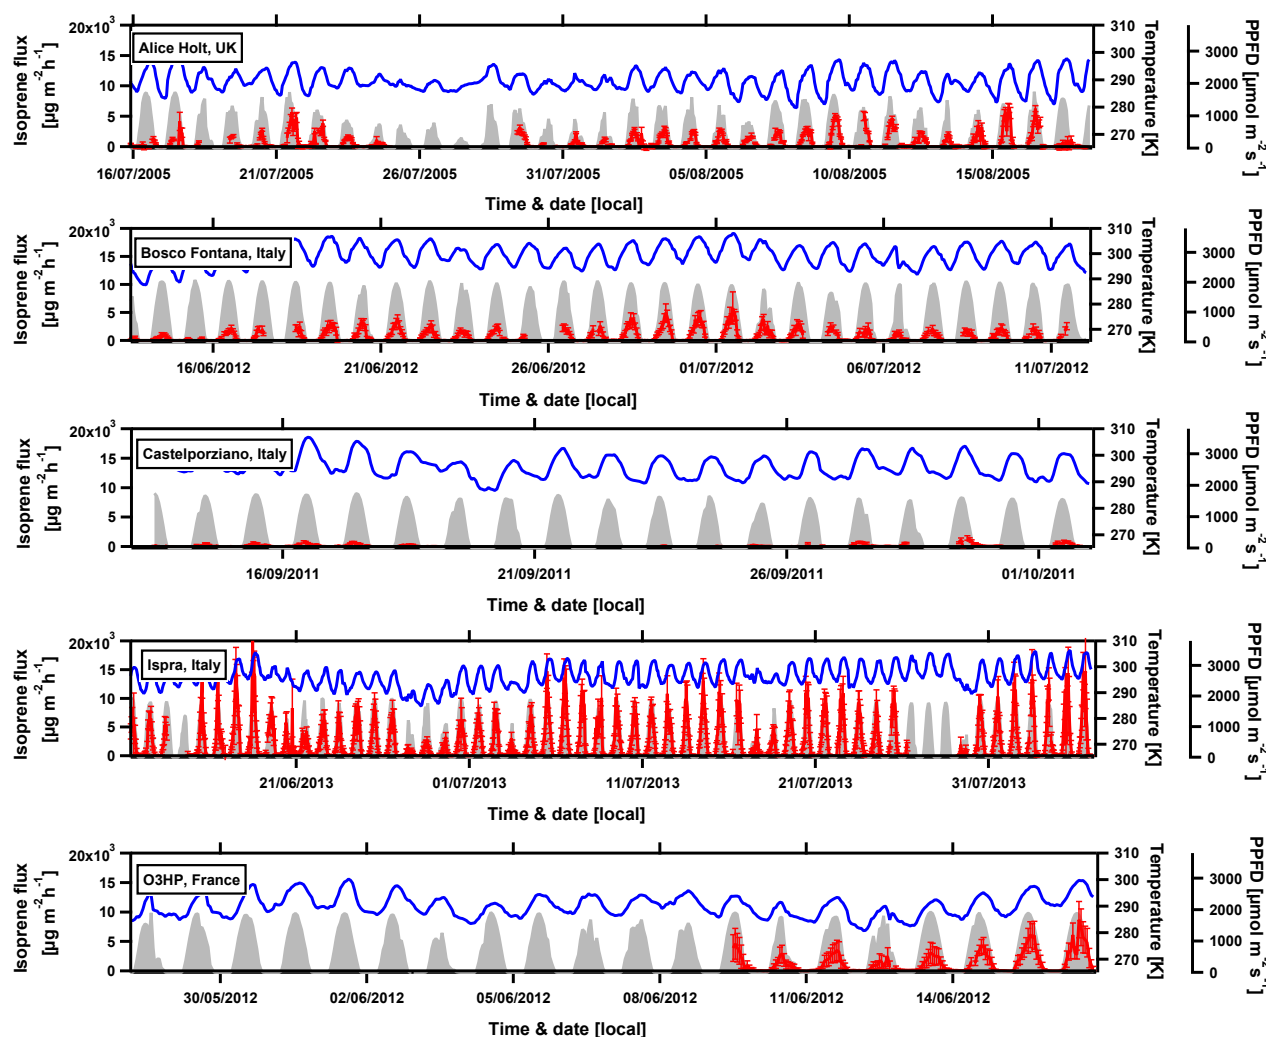 Alice Holt, UK
Isoprene flux
[µg m⁻²h⁻¹]
20x10³
15
10
5
0
310
300
290
280
270
Temperature [K]
3000
2000
1000
0
PPFD [µmol m⁻²s⁻¹]
16/07/2005 21/07/2005 26/07/2005 31/07/2005 05/08/2005 10/08/2005 15/08/2005
Time & date [local]
Bosco Fontana, Italy
Isoprene flux
[µg m⁻²h⁻¹]
20x10³
15
10
5
0
310
300
290
280
270
Temperature [K]
3000
2000
1000
0
PPFD [µmol m⁻²s⁻¹]
16/06/2012 21/06/2012 26/06/2012 01/07/2012 06/07/2012 11/07/2012
Time & date [local]
Castelporziano, Italy
Isoprene flux
[µg m⁻²h⁻¹]
20x10³
15
10
5
0
310
300
290
280
270
Temperature [K]
3000
2000
1000
0
PPFD [µmol m⁻²s⁻¹]
16/09/2011 21/09/2011 26/09/2011 01/10/2011
Time & date [local]
Ispra, Italy
Isoprene flux
[µg m⁻²h⁻¹]
20x10³
15
10
5
0
310
300
290
280
270
Temperature [K]
3000
2000
1000
0
PPFD [µmol m⁻²s⁻¹]
21/06/2013 01/07/2013 11/07/2013 21/07/2013 31/07/2013
Time & date [local]
O3HP, France
Isoprene flux
[µg m⁻²h⁻¹]
20x10³
15
10
5
0
310
300
290
280
270
Temperature [K]
3000
2000
1000
0
PPFD [µmol m⁻²s⁻¹]
30/05/2012 02/06/2012 05/06/2012 08/06/2012 11/06/2012 14/06/2012
Time & date [local]